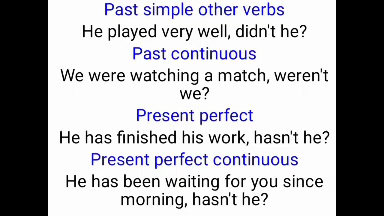 Past simple other verbs
He played very well, didn't he?
Past continuous
We were watching a match, weren't
we?
Present perfect
He has finished his work, hasn't he?
Present perfect continuous
He has been waiting for you since
morning, hasn't he?